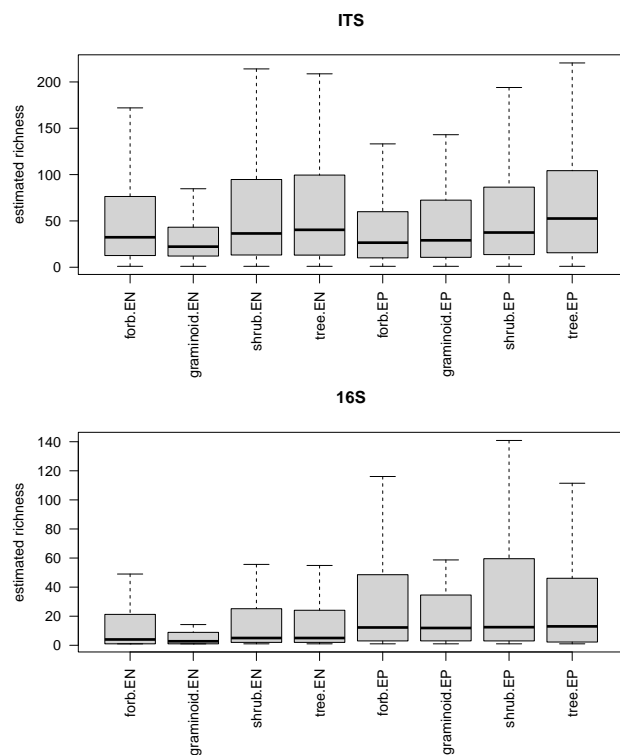 ITS
estimated richness
200
150
100
50
0
forb.EN
graminoid.EN
shrub.EN
tree.EN
forb.EP
graminoid.EP
shrub.EP
tree.EP
16S
estimated richness
140
120
100
80
60
40
20
0
forb.EN
graminoid.EN
shrub.EN
tree.EN
forb.EP
graminoid.EP
shrub.EP
tree.EP